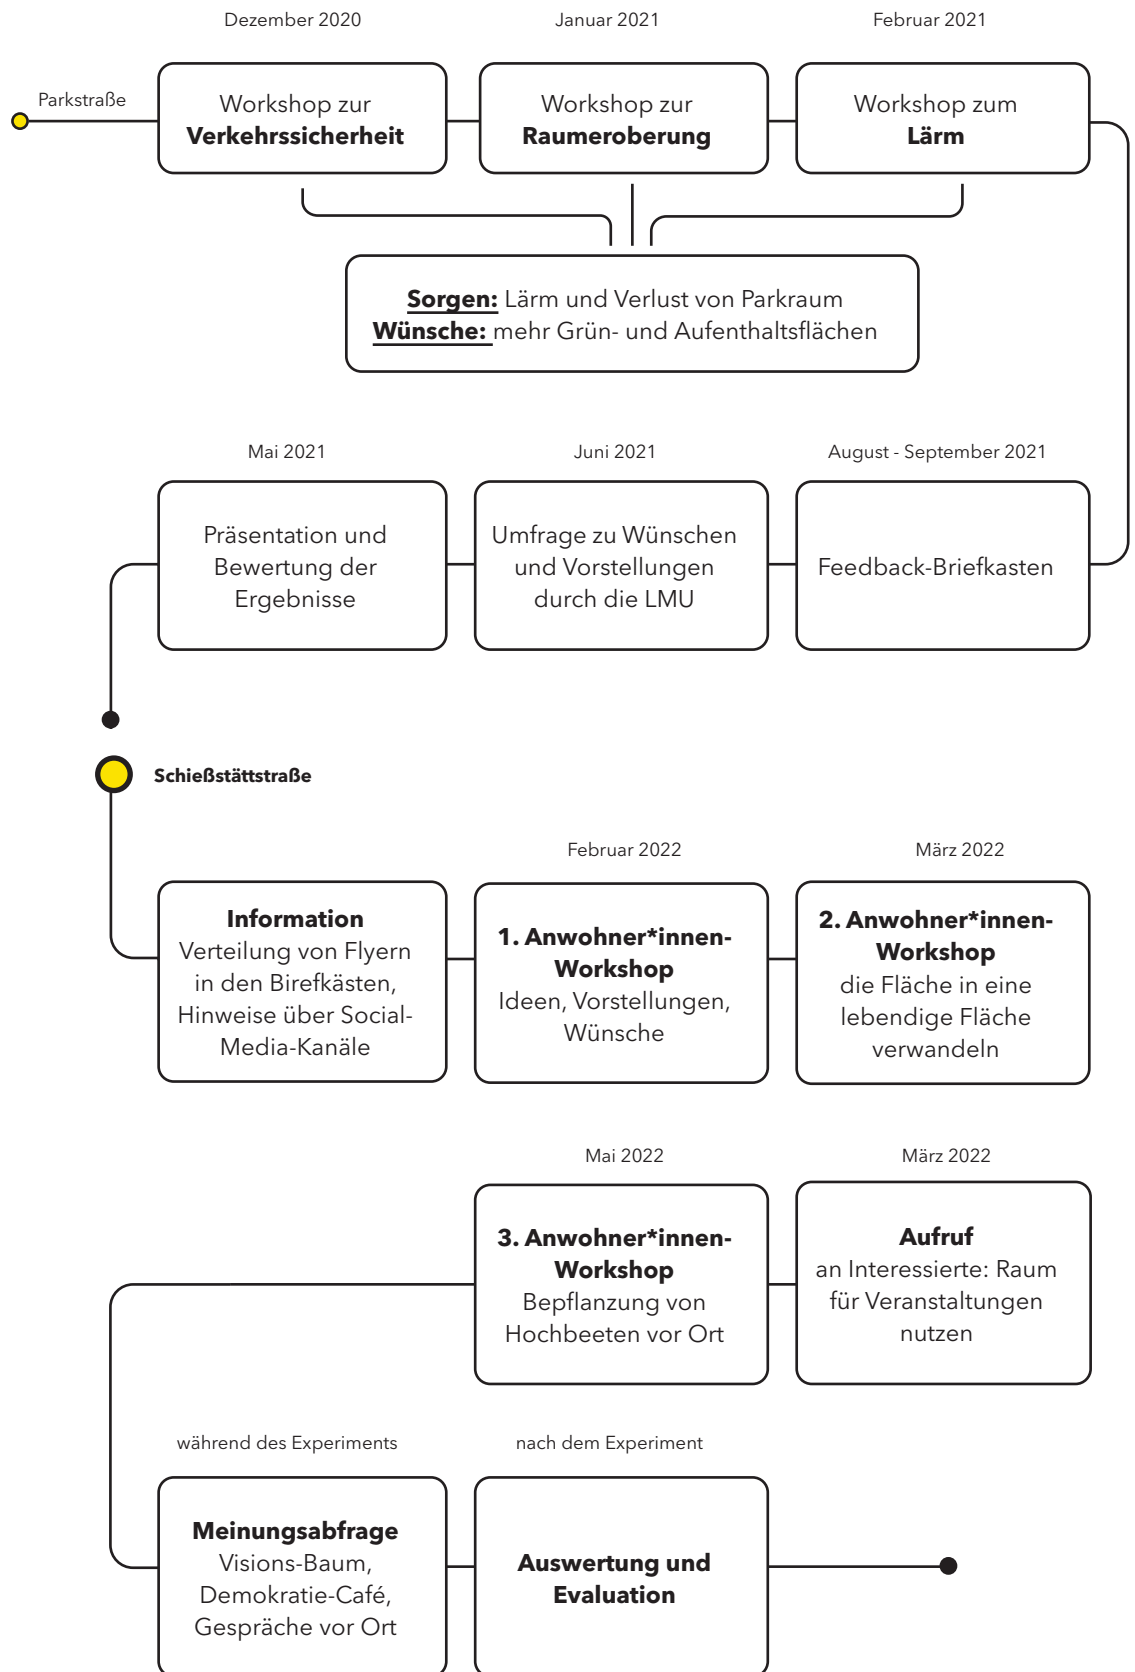 Dezember 2020
Januar 2021
Februar 2021
Parkstraße
Workshop zur
Verkehrssicherheit
Workshop zur
Raumeroberung
Workshop zum
Lärm
Sorgen: Lärm und Verlust von Parkraum
Wünsche: mehr Grün- und Aufenthaltsflächen
Mai 2021
Juni 2021
August - September 2021
Präsentation und
Bewertung der
Ergebnisse
Umfrage zu Wünschen
und Vorstellungen
durch die LMU
Feedback-Briefkasten
Schießstättstraße
Februar 2022
März 2022
Information
Verteilung von Flyern
in den Birefkästen,
Hinweise über Social-
Media-Kanäle
1. Anwohner*innen-
Workshop
Ideen, Vorstellungen,
Wünsche
2. Anwohner*innen-
Workshop
die Fläche in eine
lebendige Fläche
verwandeln
Mai 2022
März 2022
3. Anwohner*innen-
Workshop
Bepflanzung von
Hochbeeten vor Ort
Aufruf
an Interessierte: Raum
für Veranstaltungen
nutzen
während des Experiments
nach dem Experiment
Meinungsabfrage
Visions-Baum,
Demokratie-Café,
Gespräche vor Ort
Auswertung und
Evaluation